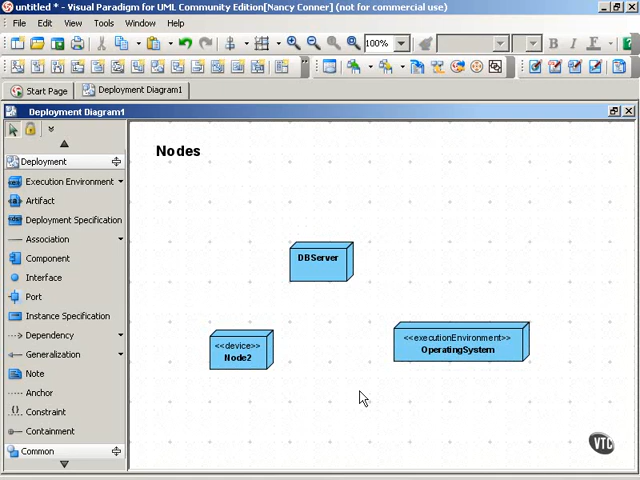 untitled * - Visual Paradigm for UML Community Edition[Nancy Conner] (not for commercial use)
File Edit View Tools Window Help
100%
B I
Start Page Deployment Diagram1
Deployment Diagram1
Deployment
Execution Environment
Artifact
Deployment Specification
Association
Component
Interface
Port
Instance Specification
Dependency
Generalization
Note
Anchor
Constraint
Containment
Common
Nodes
DBServer
<<device>>
Node2
<<executionEnvironment>>
OperatingSystem
VTC